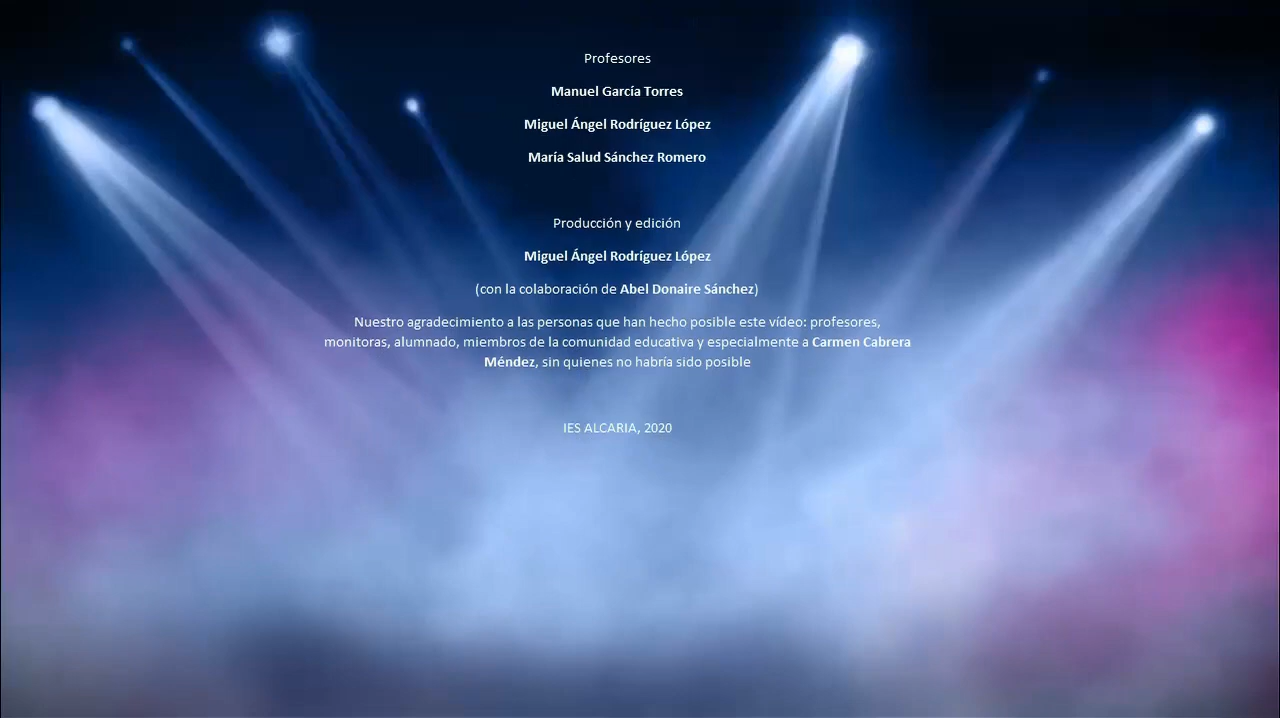 Profesores
Manuel García Torres
Miguel Ángel Rodríguez López
María Salud Sánchez Romero
Producción y edición
Miguel Ángel Rodríguez López
(con la colaboración de Abel Donaire Sánchez)
Nuestro agradecimiento a las personas que han hecho posible este vídeo: profesores,
monitoras, alumnado, miembros de la comunidad educativa y especialmente a Carmen Cabrera
Méndez, sin quienes no habría sido posible
IES ALCARIA, 2020